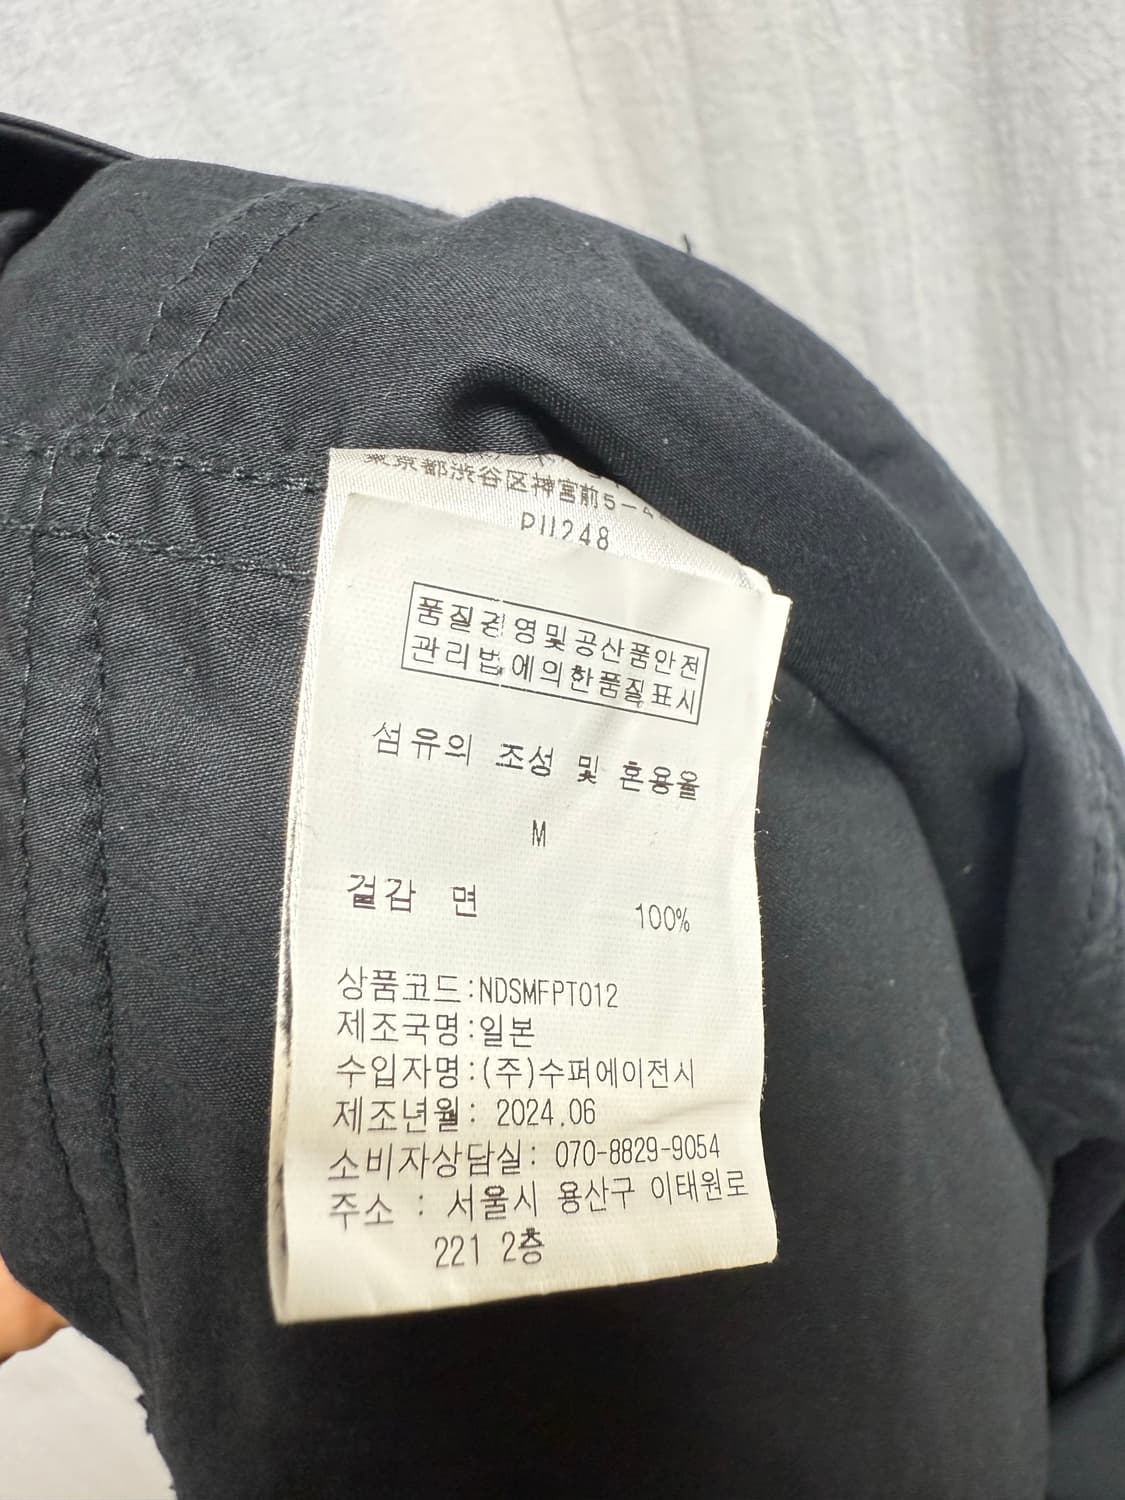 東京都渋谷区神宮前5-4
PU248
품질경영및공산품안전
관리법에의한품질표시
섬유의 조성 및 혼용율
M
겉감 면 100%
상품코드:NDSMFPT012
제조국명:일본
수입자명:(주)수퍼에이전시
제조년월: 2024.06
소비자상담실: 070-8829-9054
주소 : 서울시 용산구 이태원로
221 2층